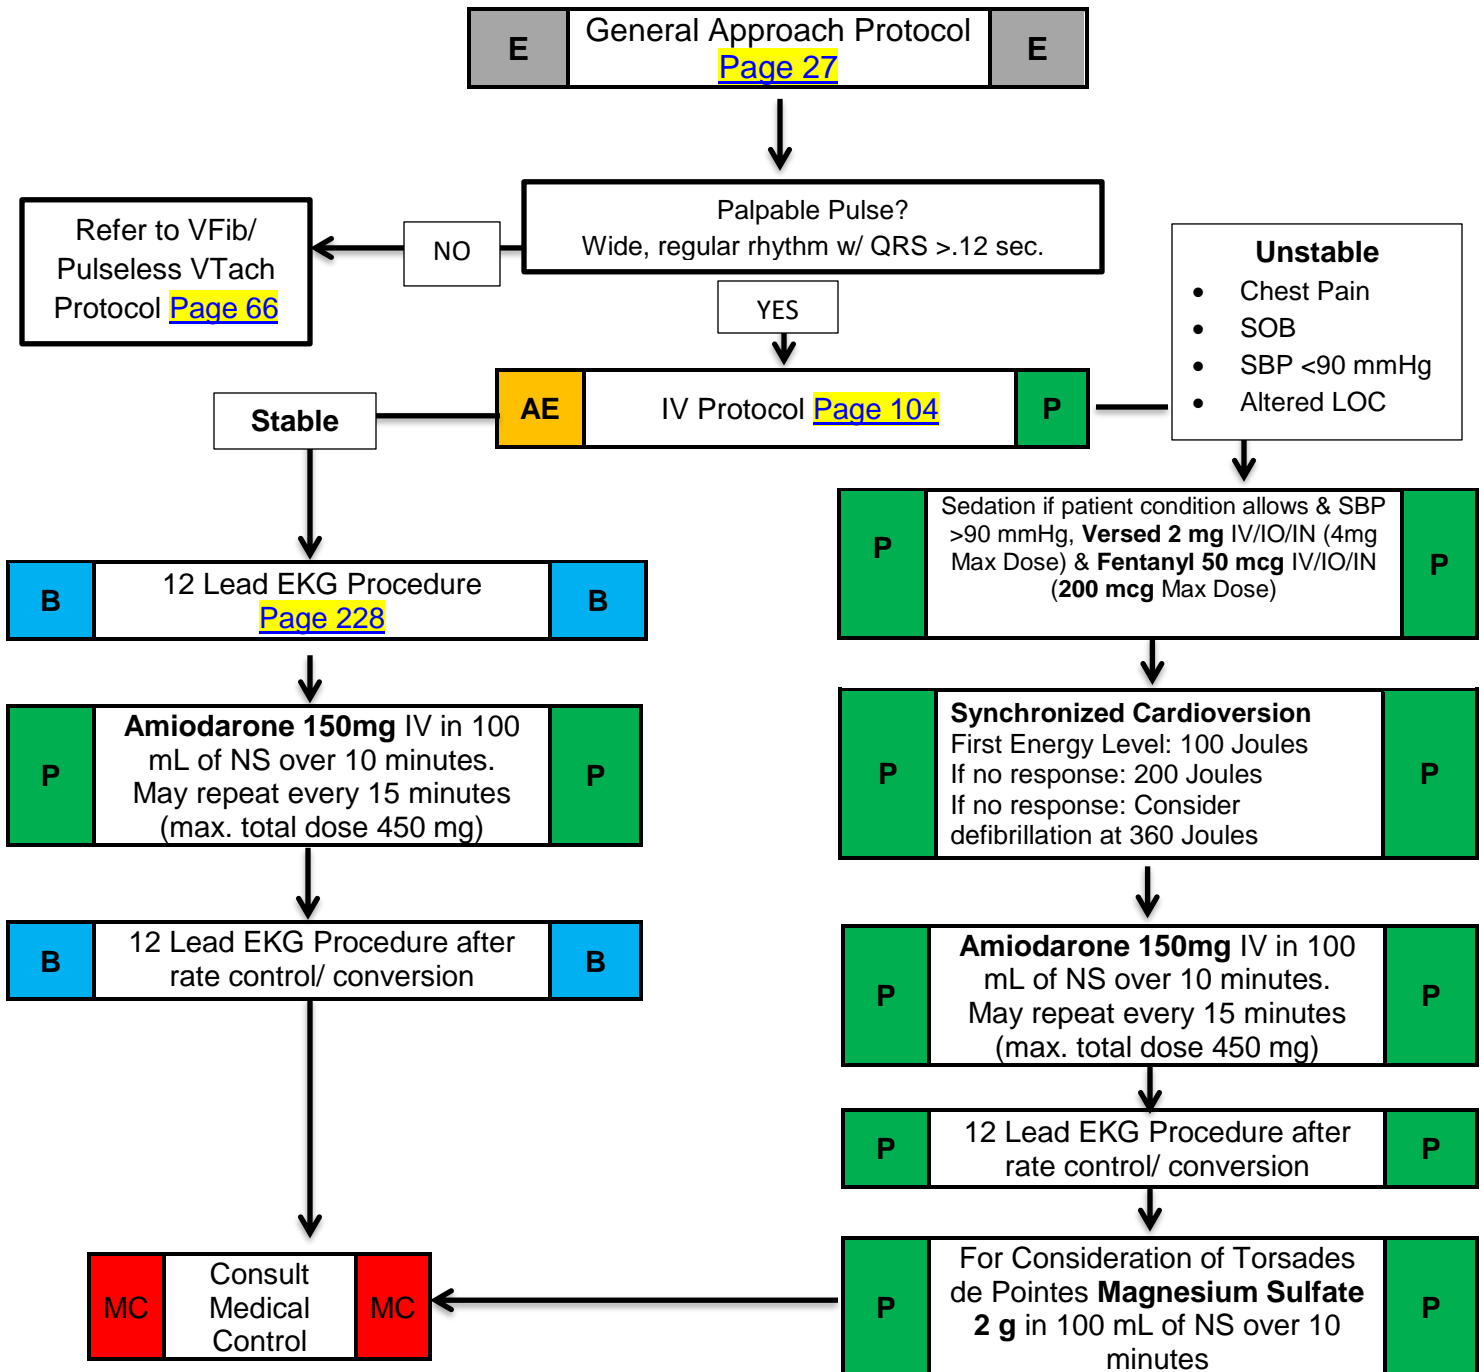 E
General Approach Protocol
Page 27
E
Palpable Pulse?
Wide, regular rhythm w/ QRS >.12 sec.
NO
Refer to VFib/
Pulseless VTach
Protocol Page 66
YES
Unstable
• Chest Pain
• SOB
• SBP <90 mmHg
• Altered LOC
AE
IV Protocol Page 104
P
Stable
B
12 Lead EKG Procedure
Page 228
B
P
Amiodarone 150mg IV in 100
mL of NS over 10 minutes.
May repeat every 15 minutes
(max. total dose 450 mg)
P
B
12 Lead EKG Procedure after
rate control/ conversion
B
P
Sedation if patient condition allows & SBP
>90 mmHg, Versed 2 mg IV/IO/IN (4mg
Max Dose) & Fentanyl 50 mcg IV/IO/IN
(200 mcg Max Dose)
P
P
Synchronized Cardioversion
First Energy Level: 100 Joules
If no response: 200 Joules
If no response: Consider
defibrillation at 360 Joules
P
P
Amiodarone 150mg IV in 100
mL of NS over 10 minutes.
May repeat every 15 minutes
(max. total dose 450 mg)
P
P
12 Lead EKG Procedure after
rate control/ conversion
P
P
For Consideration of Torsades
de Pointes Magnesium Sulfate
2 g in 100 mL of NS over 10
minutes
P
MC
Consult
Medical
Control
MC